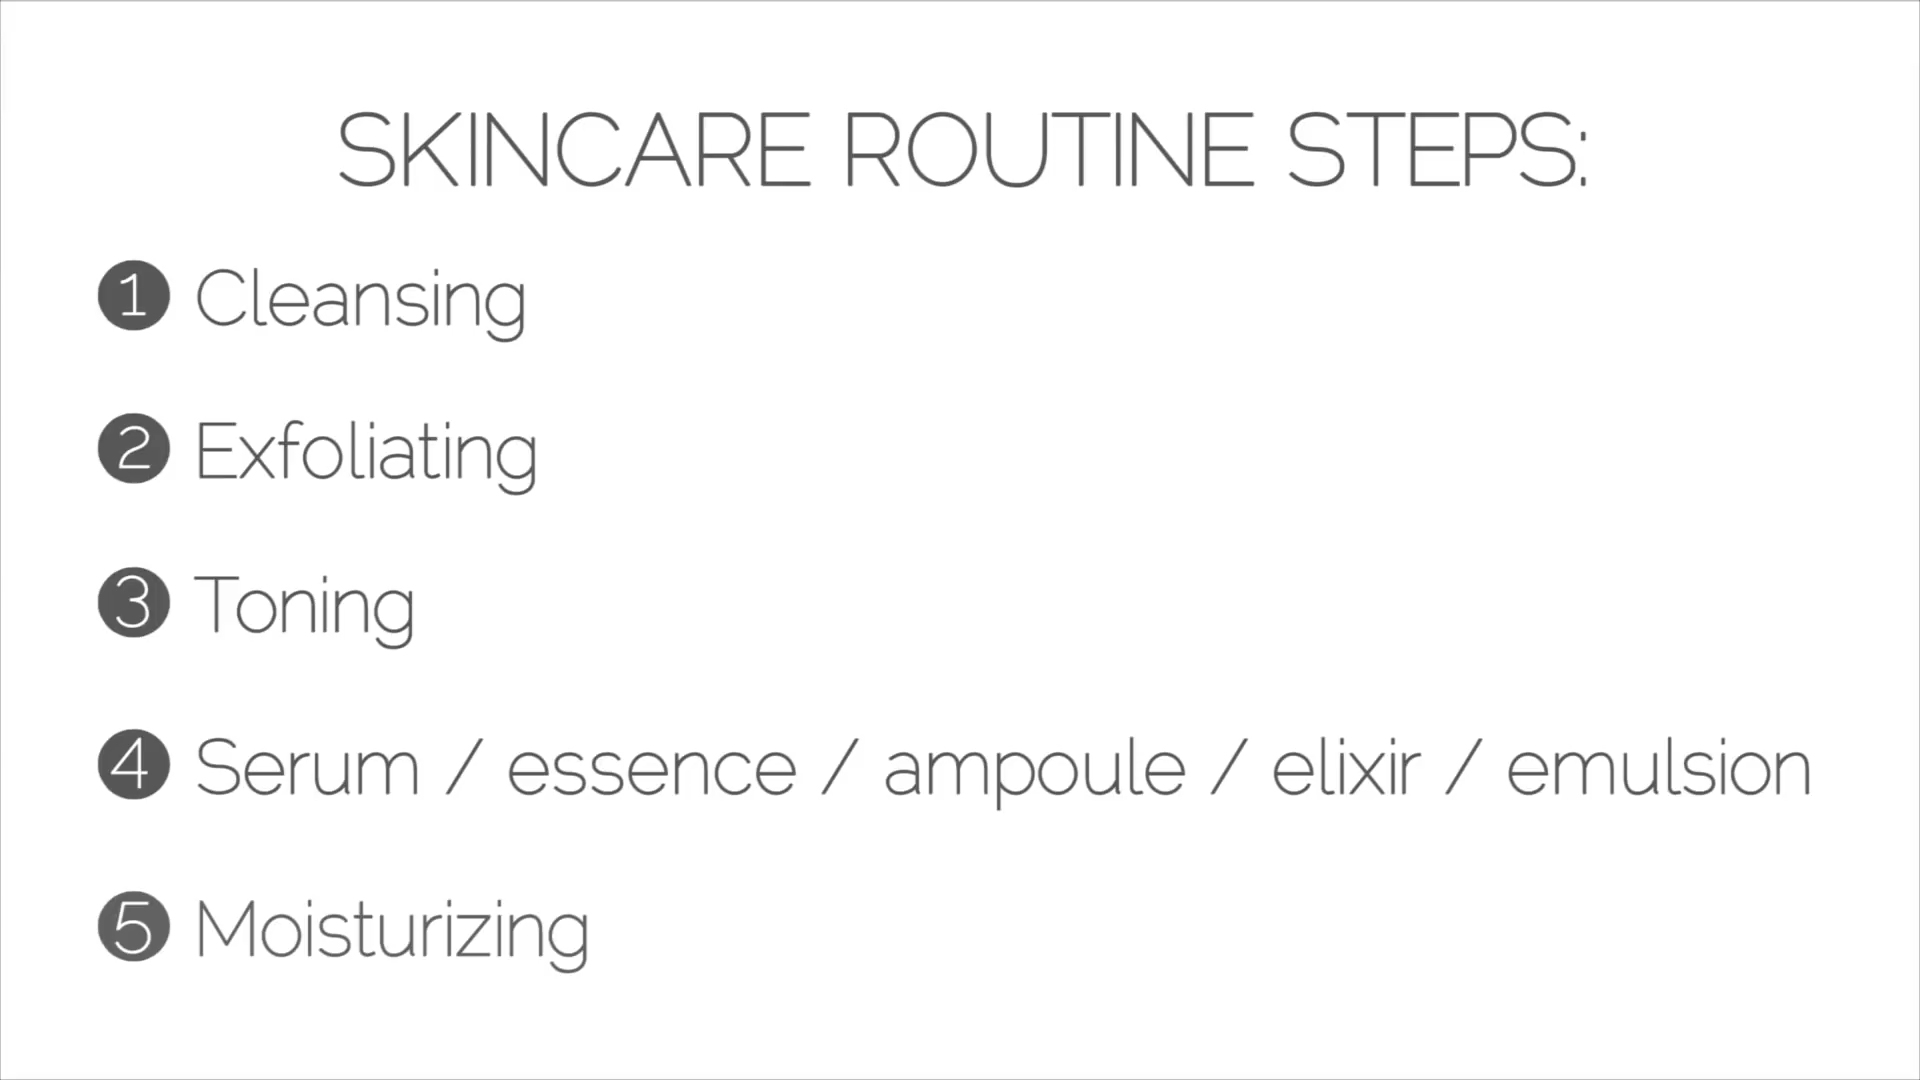 SKINCARE ROUTINE STEPS:
1 Cleansing
2 Exfoliating
3 Toning
4 Serum / essence / ampoule / elixir / emulsion
5 Moisturizing